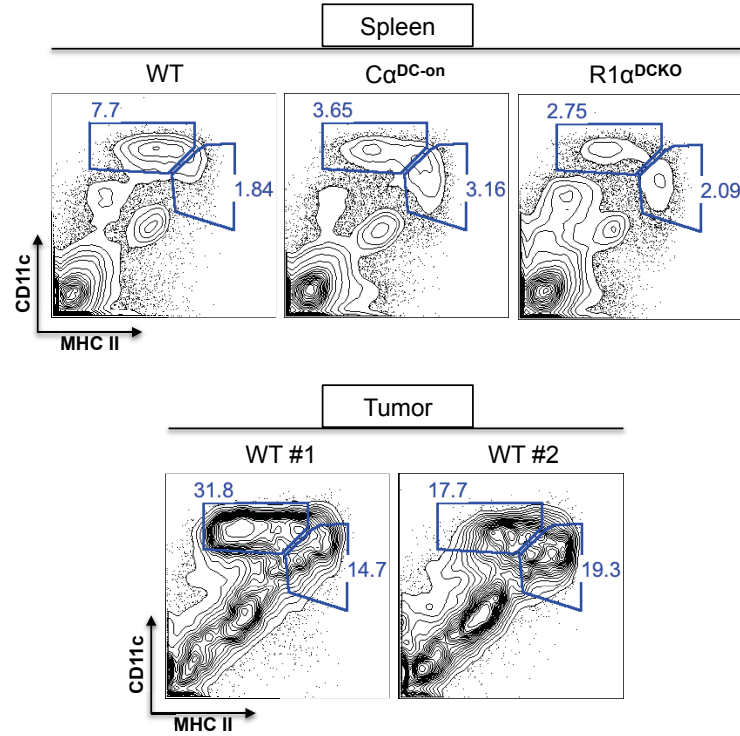 Spleen
WT
Cα^DC-on
R1α^DCKO
7.7
1.84
3.65
3.16
2.75
2.09
CD11c
MHC II
Tumor
WT #1
WT #2
31.8
14.7
17.7
19.3
CD11c
MHC II